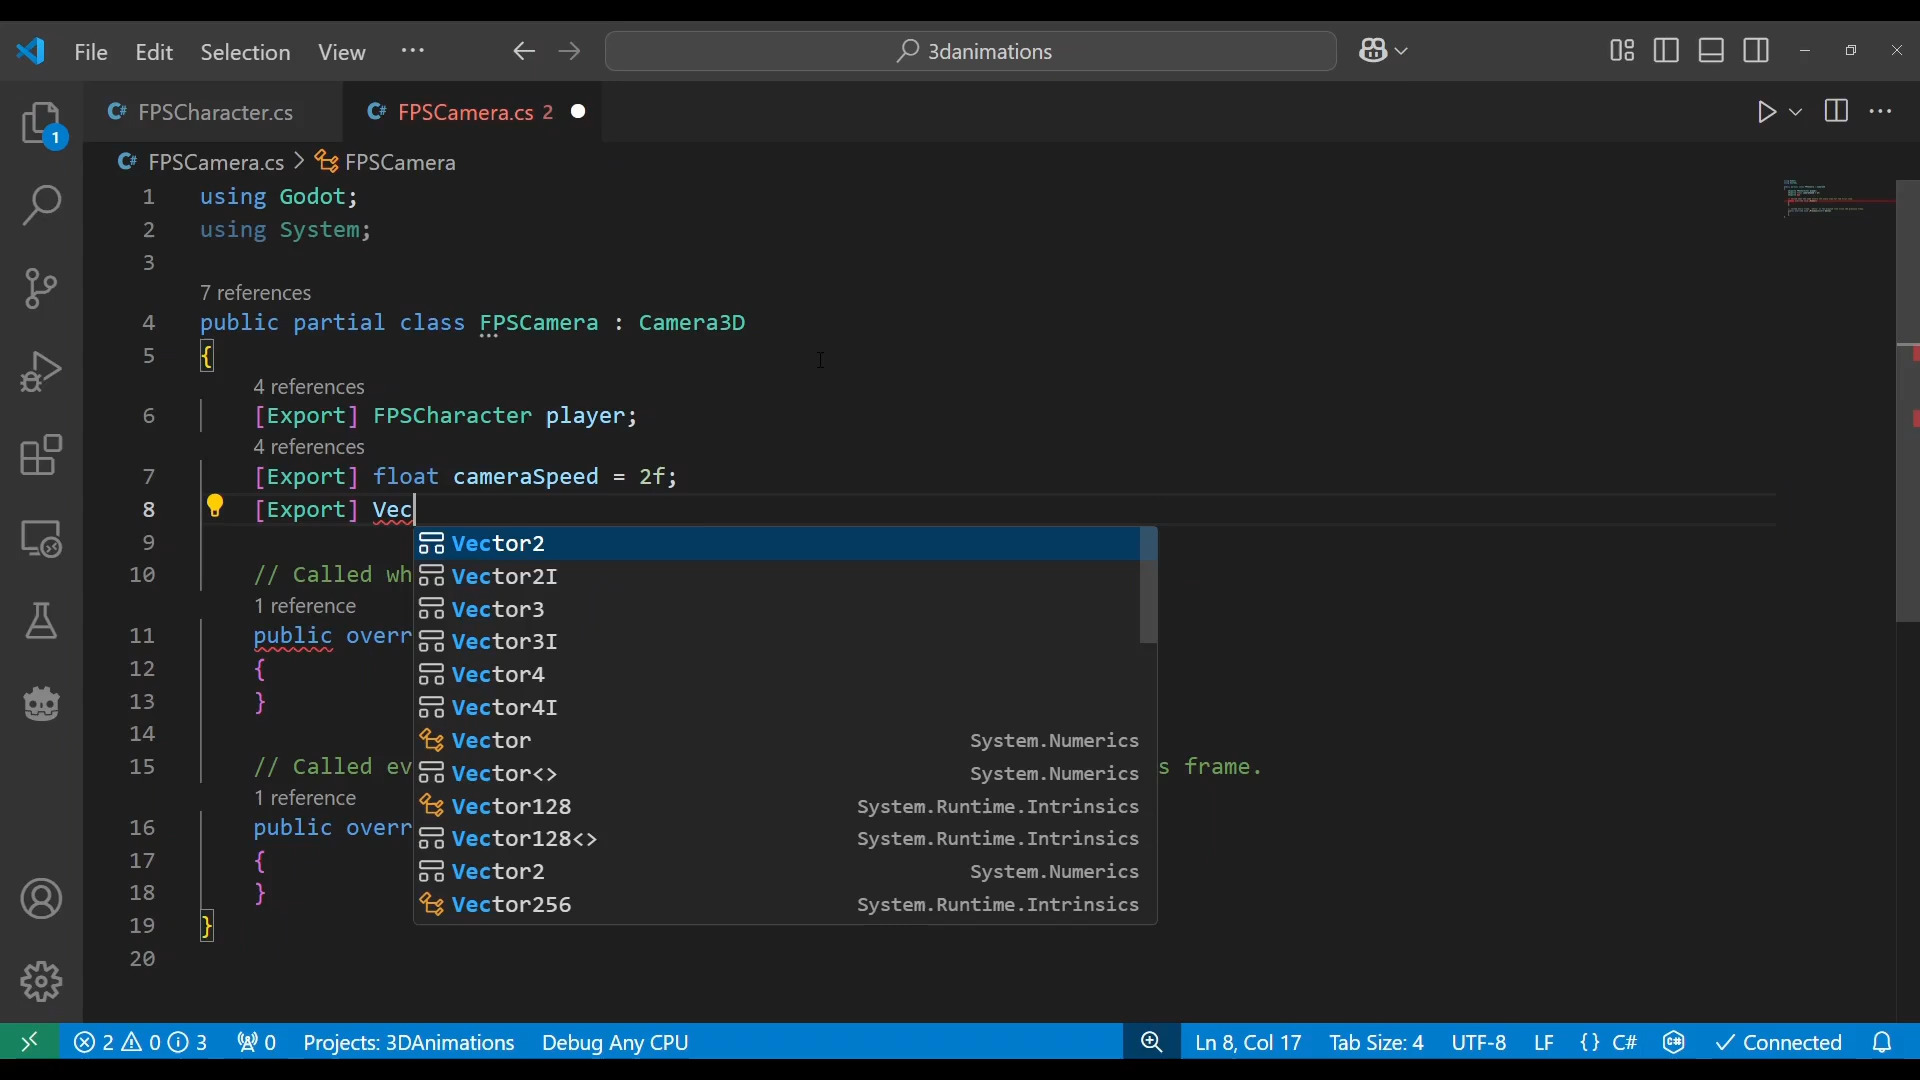 File Edit Selection View ··· 3danimations
FPSCharacter.cs FPSCamera.cs 2
FPSCamera.cs > FPSCamera
1
1 using Godot;
2 using System;
3
7 references
4 public partial class FPSCamera : Camera3D
5 {
4 references
6 [Export] FPSCharacter player;
4 references
7 [Export] float cameraSpeed = 2f;
8 [Export] Vec
9 Vector2
Vector2I
10 // Called wh
1 reference
Vector3
11 public overr
Vector3I
12 {
Vector4
13 }
Vector4I
14 Vector System.Numerics
15 // Called ev s frame.
Vector<> System.Numerics
1 reference
Vector128 System.Runtime.Intrinsics
16 public overr
Vector128<> System.Runtime.Intrinsics
17 {
Vector2 System.Numerics
18 }
Vector256 System.Runtime.Intrinsics
19 }
20
2 0 3 0 Projects: 3DAnimations Debug Any CPU Ln 8, Col 17 Tab Size: 4 UTF-8 LF {} C# Connected